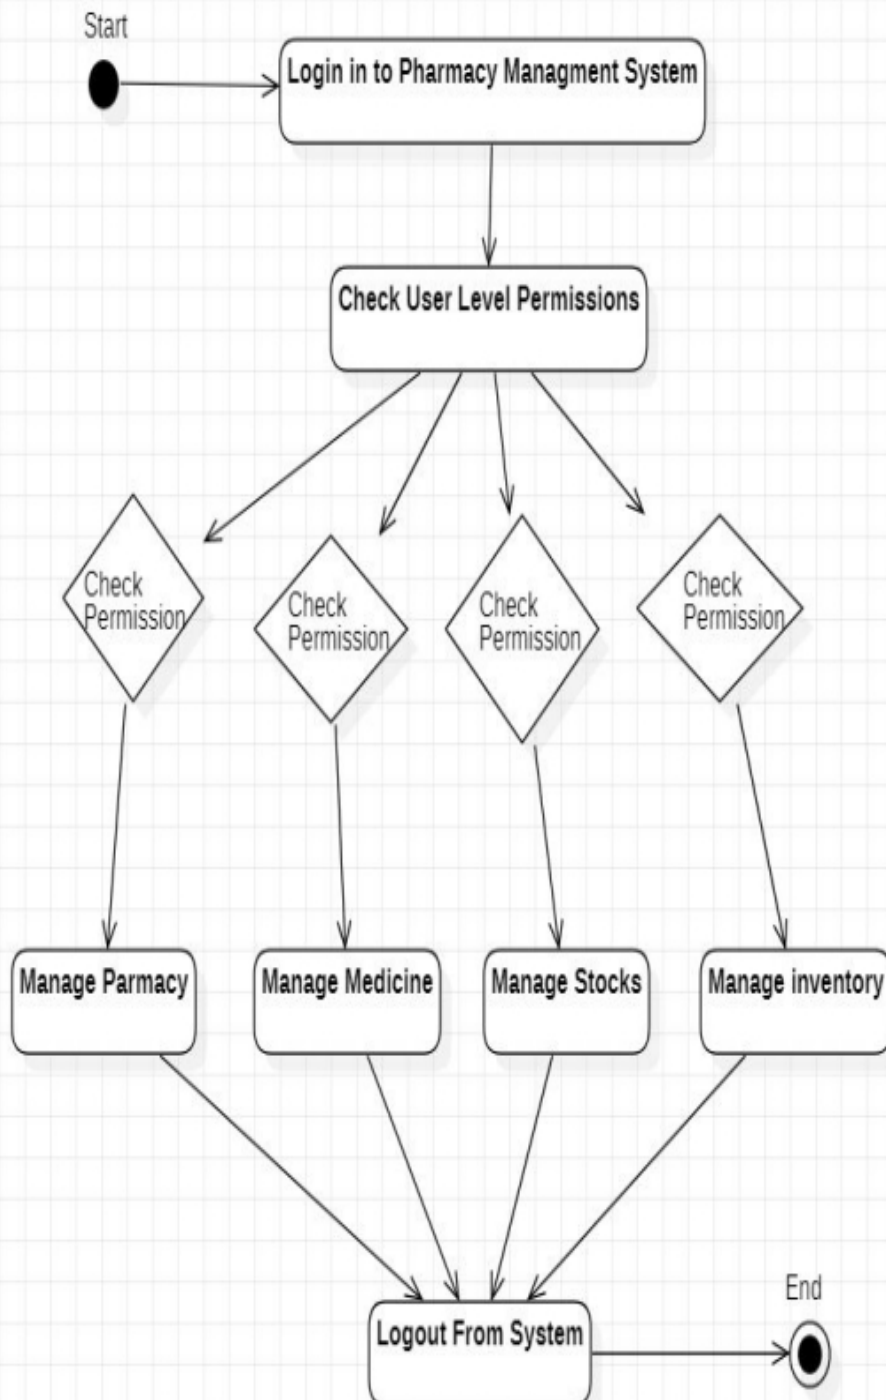 Start
Login in to Pharmacy Managment System
Check User Level Permissions
Check
Permission
Check
Permission
Check
Permission
Check
Permission
Manage Parmacy
Manage Medicine
Manage Stocks
Manage inventory
Logout From System
End